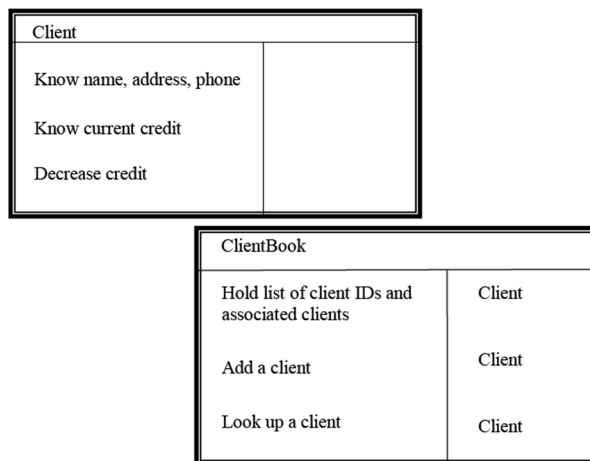 Client
Know name, address, phone
Know current credit
Decrease credit
ClientBook
Hold list of client IDs and
associated clients
Client
Add a client
Client
Look up a client
Client